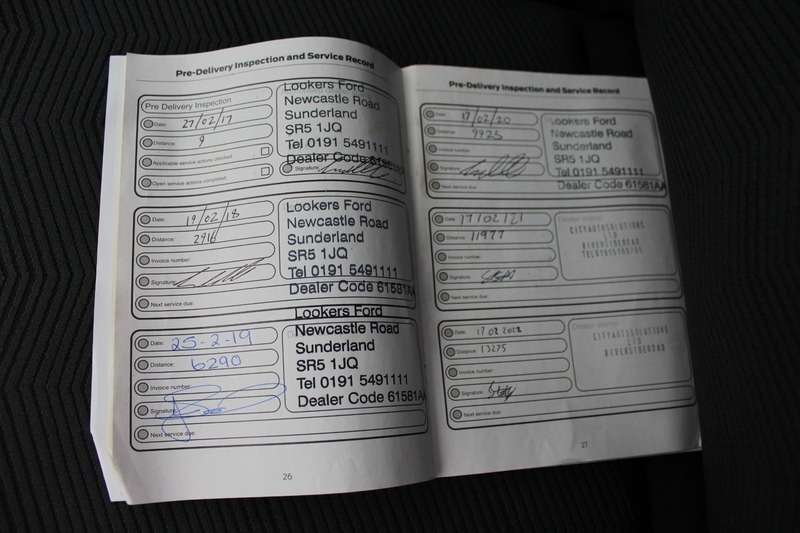 Pre-Delivery Inspection and Service Record
Pre Delivery Inspection
Date: 27/02/17
Distance: 9
Applicable service actions checked
Open service actions completed
Lookers Ford
Newcastle Road
Sunderland
SR5 1JQ
Tel 0191 5491111
Dealer Code 61581AA
Signature:
Date: 19/02/18
Distance: 2916
Invoice number:
Signature:
Next service due:
Lookers Ford
Newcastle Road
Sunderland
SR5 1JQ
Tel 0191 5491111
Dealer Code 61581AA
Date: 25-2-19
Distance: 6290
Invoice number:
Signature:
Next service due:
Lookers Ford
Newcastle Road
Sunderland
SR5 1JQ
Tel 0191 5491111
Dealer Code 61581AA
26
Pre-Delivery Inspection and Service Record
Date: 17/02/20
Distance: 9925
Invoice number:
Signature:
Next service due:
Lookers Ford
Newcastle Road
Sunderland
SR5 1JQ
Tel 0191 5491111
Dealer Code 61581AA
Date: 17/02/21
Distance: 11977
Invoice number:
Signature:
Next service due:
CITYAUTOSOLUTIONS
LTD
Date: 17 02 2022
Distance: 13275
Invoice number:
Signature:
Next service due:
CITYAUTOSOLUTIONS
LTD
27